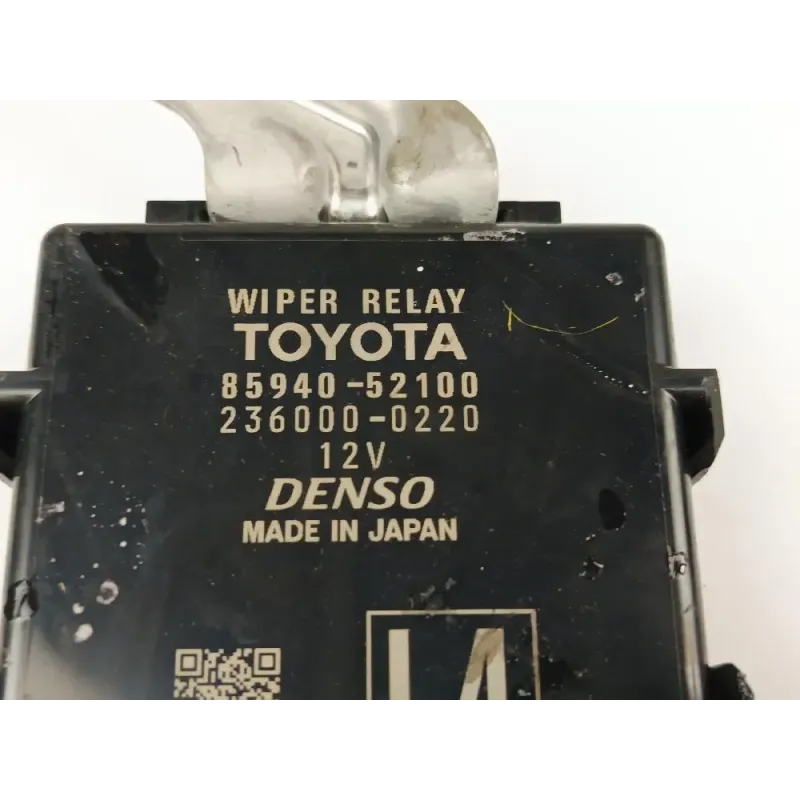 WIPER RELAY
TOYOTA
85940-52100
236000-0220
12V
DENSO
MADE IN JAPAN